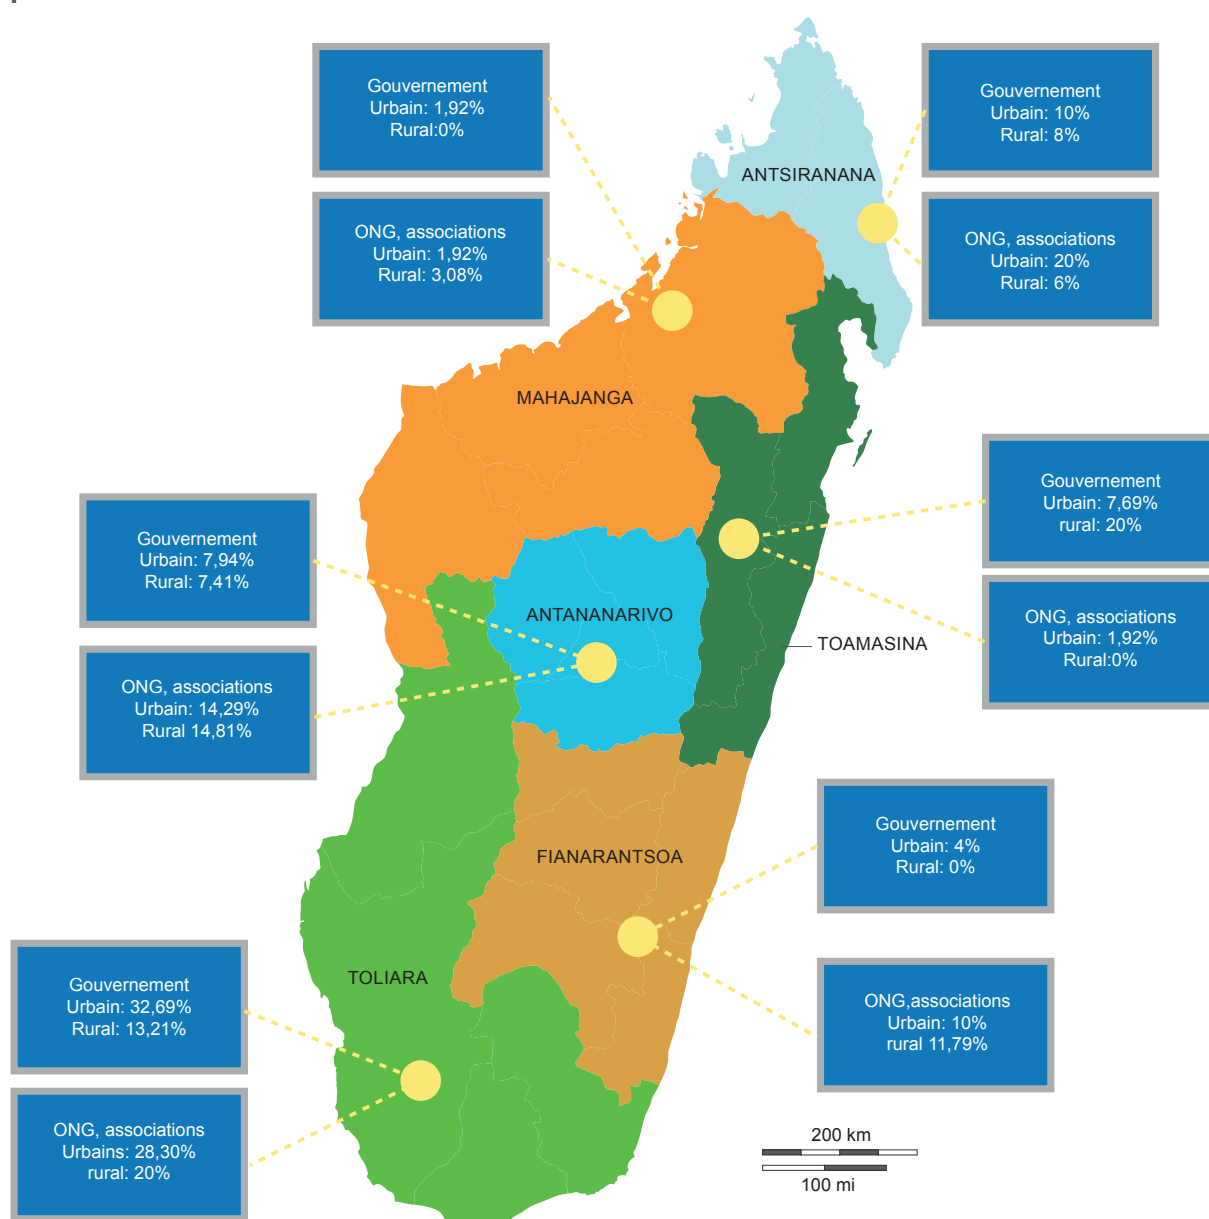 Gouvernement
Urbain: 1,92%
Rural:0%
ONG, associations
Urbain: 1,92%
Rural: 3,08%
Gouvernement
Urbain: 10%
Rural: 8%
ONG, associations
Urbain: 20%
Rural: 6%
ANTSIRANANA
MAHAJANGA
Gouvernement
Urbain: 7,69%
rural: 20%
ONG, associations
Urbain: 1,92%
Rural:0%
Gouvernement
Urbain: 7,94%
Rural: 7,41%
ONG, associations
Urbain: 14,29%
Rural 14,81%
ANTANANARIVO
TOAMASINA
Gouvernement
Urbain: 4%
Rural: 0%
ONG,associations
Urbain: 10%
rural 11,79%
FIANARANTSOA
TOLIARA
Gouvernement
Urbain: 32,69%
Rural: 13,21%
ONG, associations
Urbains: 28,30%
rural: 20%
200 km
100 mi